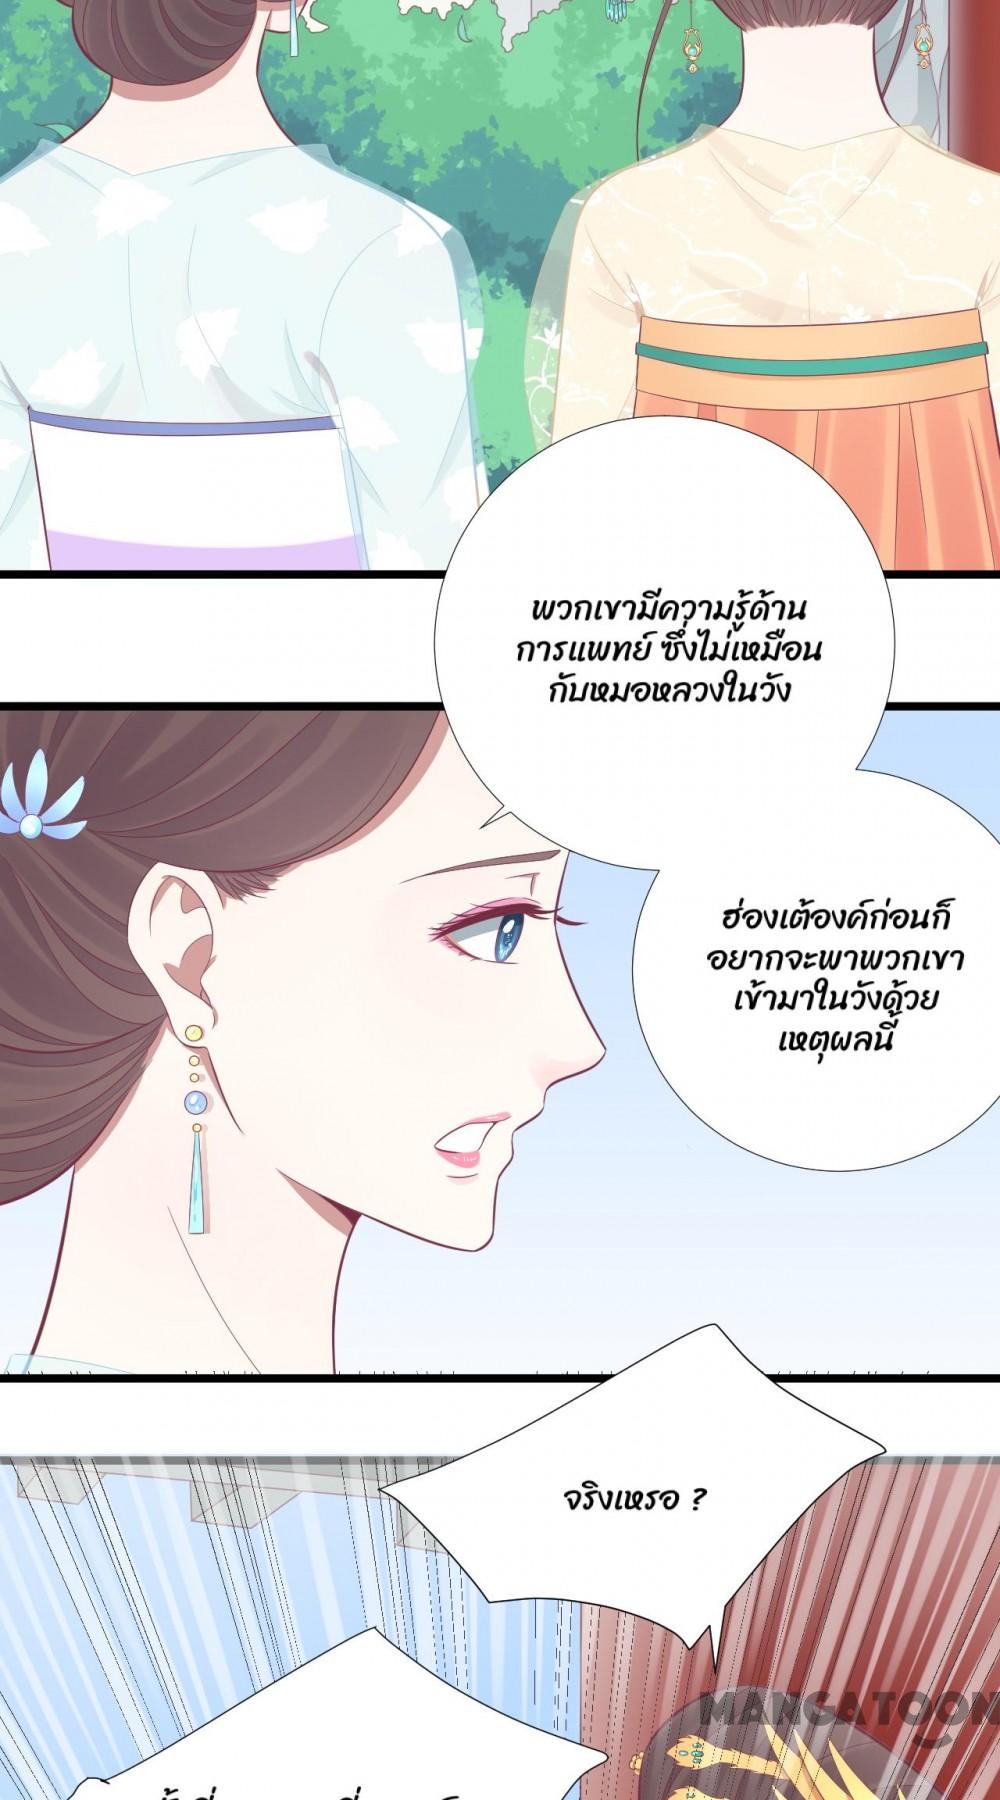 พวกเขามีความรู้ด้าน
การแพทย์ ซึ่งไม่เหมือน
กับหมอหลวงในวัง
ฮ่องเต้องค์ก่อนก็
อยากจะพาพวกเขา
เข้ามาในวังด้วย
เหตุผลนี้
จริงเหรอ ?
MANGATOON